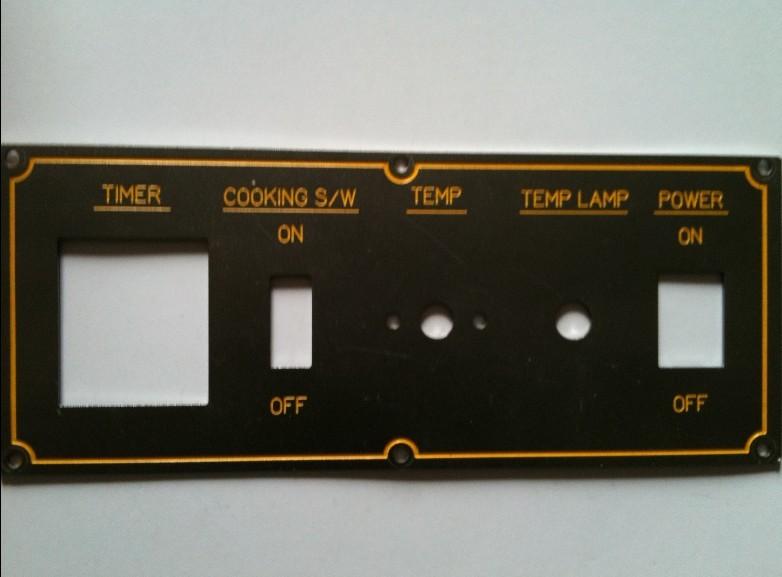 TIMER
COOKING S/W
TEMP
TEMP LAMP
POWER
ON
ON
OFF
OFF